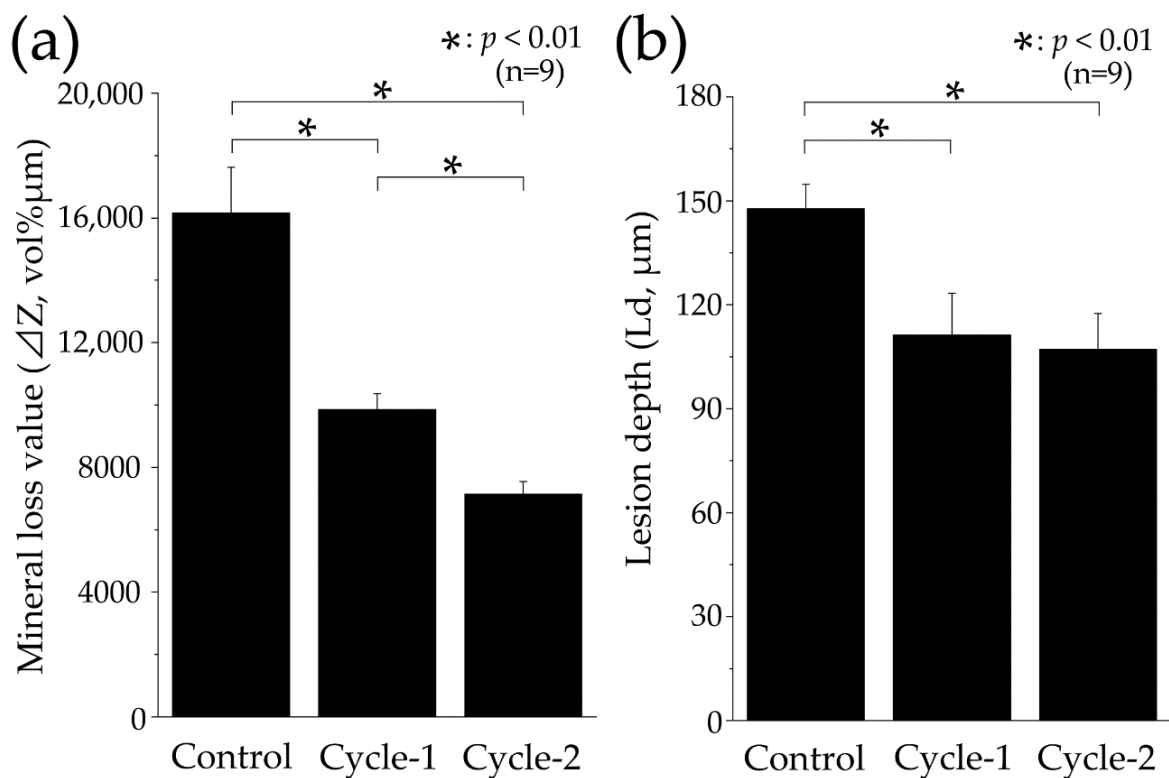 (a)
*: p < 0.01
(n=9)
Mineral loss value (⊿Z, vol%μm)
20,000
16,000
12,000
8000
4000
0
*
*
*
Control Cycle-1 Cycle-2
(b)
*: p < 0.01
(n=9)
Lesion depth (Ld, μm)
180
150
120
90
60
30
0
*
*
Control Cycle-1 Cycle-2